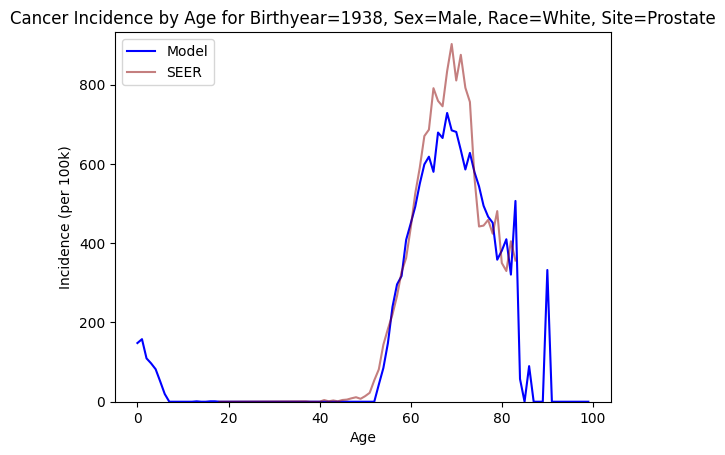 Cancer Incidence by Age for Birthyear=1938, Sex=Male, Race=White, Site=Prostate
Model
SEER
Incidence (per 100k)
800
600
400
200
0
0 20 40 60 80 100
Age